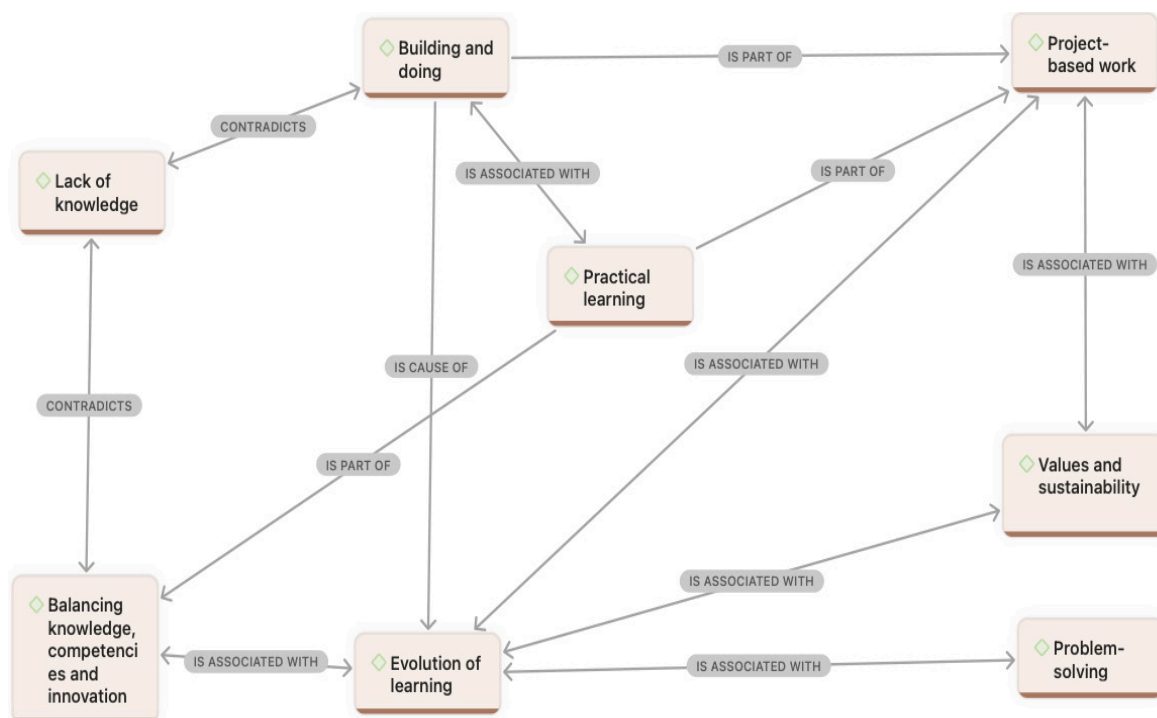 Building and
doing
IS PART OF
Project-
based work
CONTRADICTS
Lack of
knowledge
IS ASSOCIATED WITH
IS PART OF
Practical
learning
IS ASSOCIATED WITH
IS CAUSE OF
IS ASSOCIATED WITH
CONTRADICTS
IS PART OF
Values and
sustainability
IS ASSOCIATED WITH
Balancing
knowledge,
competenci
es and
innovation
IS ASSOCIATED WITH
Evolution of
learning
IS ASSOCIATED WITH
Problem-
solving